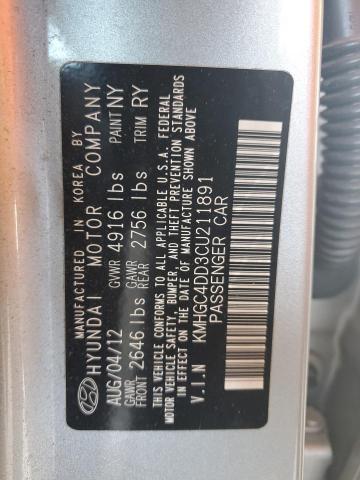 MANUFACTURED IN KOREA BY
HYUNDAI MOTOR COMPANY
AUG/04/12 GVWR 4916 lbs PAINT NY
GAWR FRONT 2646 lbs GAWR REAR 2756 lbs TRIM RY
THIS VEHICLE CONFORMS TO ALL APPLICABLE U.S.A. FEDERAL
MOTOR VEHICLE SAFETY, BUMPER, AND THEFT PREVENTION STANDARDS
IN EFFECT ON THE DATE OF MANUFACTURE SHOWN ABOVE
V.I.N KMHGC4DD3CU211891
PASSENGER CAR